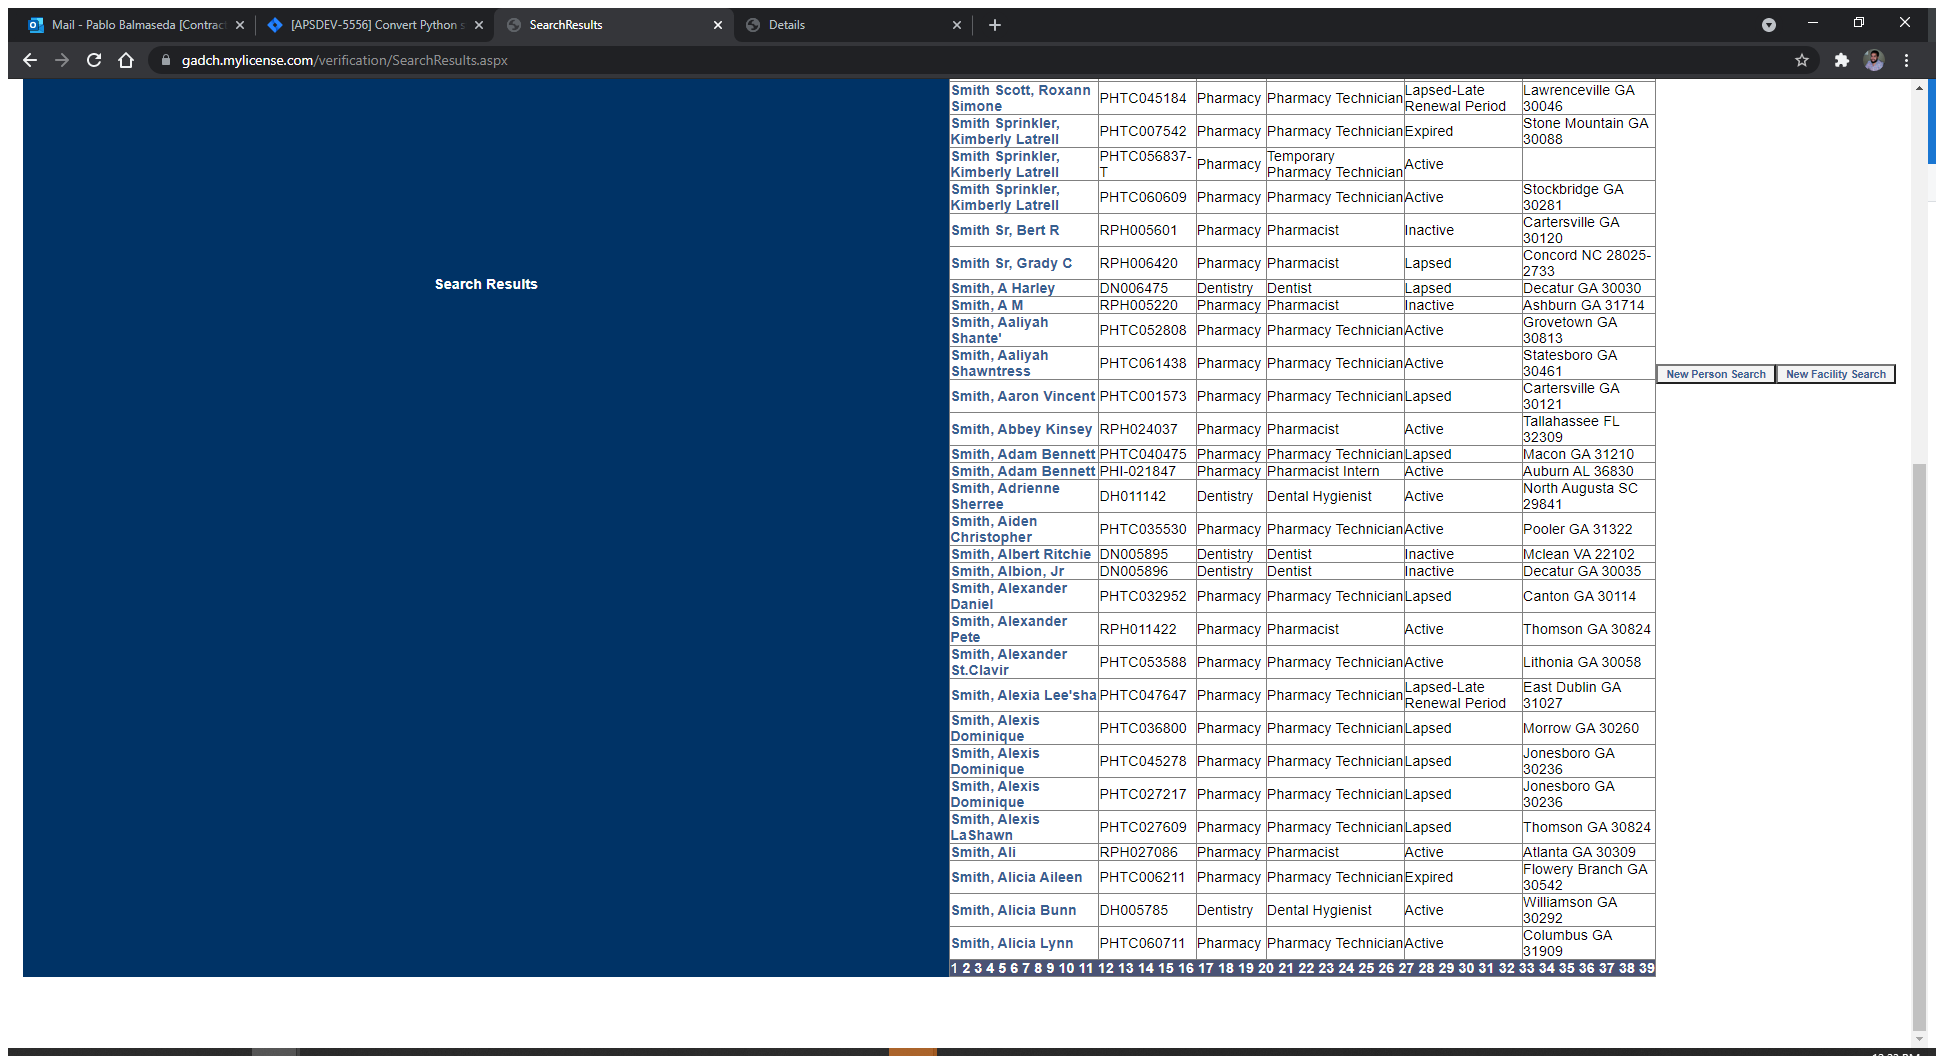 Mail - Pablo Balmaseda [Contrac
[APSDEV-5556] Convert Python s
SearchResults
Details
gadch.mylicense.com/verification/SearchResults.aspx
Search Results
Smith Scott, Roxann Simone PHTC045184 Pharmacy Pharmacy Technician Lapsed-Late Renewal Period Lawrenceville GA 30046
Smith Sprinkler, Kimberly Latrell PHTC007542 Pharmacy Pharmacy Technician Expired Stone Mountain GA 30088
Smith Sprinkler, Kimberly Latrell PHTC056837-T Pharmacy Temporary Pharmacy Technician Active
Smith Sprinkler, Kimberly Latrell PHTC060609 Pharmacy Pharmacy Technician Active Stockbridge GA 30281
Smith Sr, Bert R RPH005601 Pharmacy Pharmacist Inactive Cartersville GA 30120
Smith Sr, Grady C RPH006420 Pharmacy Pharmacist Lapsed Concord NC 28025-2733
Smith, A Harley DN006475 Dentistry Dentist Lapsed Decatur GA 30030
Smith, A M RPH005220 Pharmacy Pharmacist Inactive Ashburn GA 31714
Smith, Aaliyah Shante' PHTC052808 Pharmacy Pharmacy Technician Active Grovetown GA 30813
Smith, Aaliyah Shawntress PHTC061438 Pharmacy Pharmacy Technician Active Statesboro GA 30461
Smith, Aaron Vincent PHTC001573 Pharmacy Pharmacy Technician Lapsed Cartersville GA 30121
Smith, Abbey Kinsey RPH024037 Pharmacy Pharmacist Active Tallahassee FL 32309
Smith, Adam Bennett PHTC040475 Pharmacy Pharmacy Technician Lapsed Macon GA 31210
Smith, Adam Bennett PHI-021847 Pharmacy Pharmacist Intern Active Auburn AL 36830
Smith, Adrienne Sherree DH011142 Dentistry Dental Hygienist Active North Augusta SC 29841
Smith, Aiden Christopher PHTC035530 Pharmacy Pharmacy Technician Active Pooler GA 31322
Smith, Albert Ritchie DN005895 Dentistry Dentist Inactive Mclean VA 22102
Smith, Albion, Jr DN005896 Dentistry Dentist Inactive Decatur GA 30035
Smith, Alexander Daniel PHTC032952 Pharmacy Pharmacy Technician Lapsed Canton GA 30114
Smith, Alexander Pete RPH011422 Pharmacy Pharmacist Active Thomson GA 30824
Smith, Alexander St.Clavir PHTC053588 Pharmacy Pharmacy Technician Active Lithonia GA 30058
Smith, Alexia Lee'sha PHTC047647 Pharmacy Pharmacy Technician Lapsed-Late Renewal Period East Dublin GA 31027
Smith, Alexis Dominique PHTC036800 Pharmacy Pharmacy Technician Lapsed Morrow GA 30260
Smith, Alexis Dominique PHTC045278 Pharmacy Pharmacy Technician Lapsed Jonesboro GA 30236
Smith, Alexis Dominique PHTC027217 Pharmacy Pharmacy Technician Lapsed Jonesboro GA 30236
Smith, Alexis LaShawn PHTC027609 Pharmacy Pharmacy Technician Lapsed Thomson GA 30824
Smith, Ali RPH027086 Pharmacy Pharmacist Active Atlanta GA 30309
Smith, Alicia Aileen PHTC006211 Pharmacy Pharmacy Technician Expired Flowery Branch GA 30542
Smith, Alicia Bunn DH005785 Dentistry Dental Hygienist Active Williamson GA 30292
Smith, Alicia Lynn PHTC060711 Pharmacy Pharmacy Technician Active Columbus GA 31909
1 2 3 4 5 6 7 8 9 10 11 12 13 14 15 16 17 18 19 20 21 22 23 24 25 26 27 28 29 30 31 32 33 34 35 36 37 38 39
New Person Search
New Facility Search